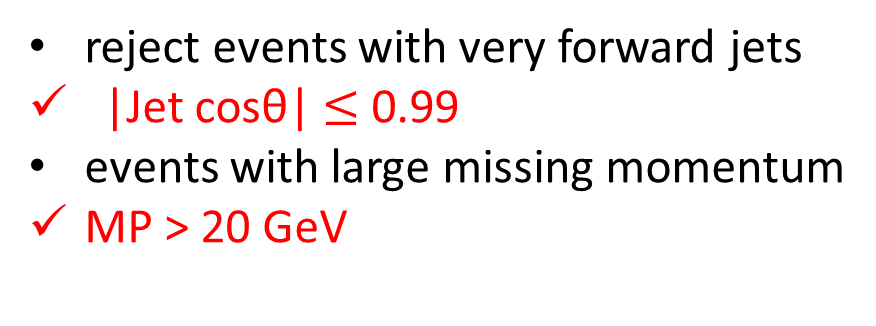 • reject events with very forward jets
✓ |Jet cosθ| ≤ 0.99
• events with large missing momentum
✓ MP > 20 GeV